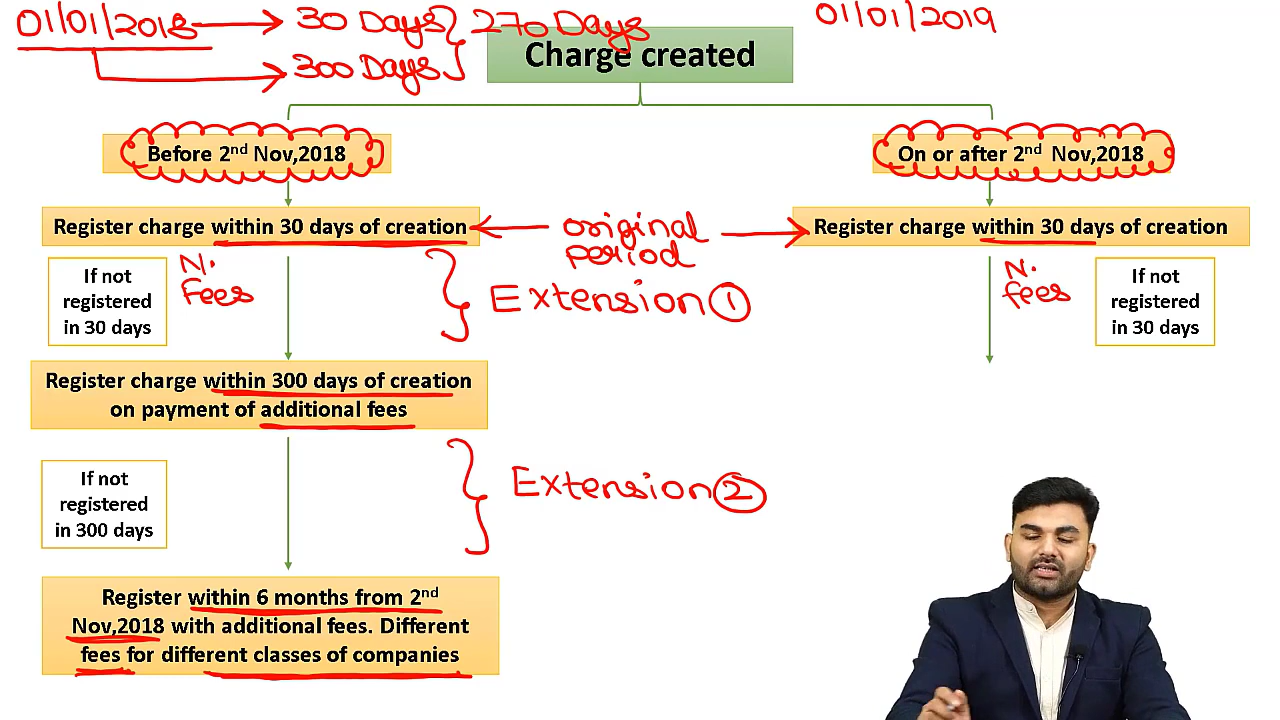 01/01/2018 → 30 Days } 270 Days
→ 300 Days
01/01/2019
Charge created
Before 2nd Nov,2018
On or after 2nd Nov,2018
Register charge within 30 days of creation
original
period
Register charge within 30 days of creation
If not
registered
in 30 days
N.
Fees
Extension ①
N.
fees
If not
registered
in 30 days
Register charge within 300 days of creation
on payment of additional fees
If not
registered
in 300 days
Extension ②
Register within 6 months from 2nd
Nov,2018 with additional fees. Different
fees for different classes of companies